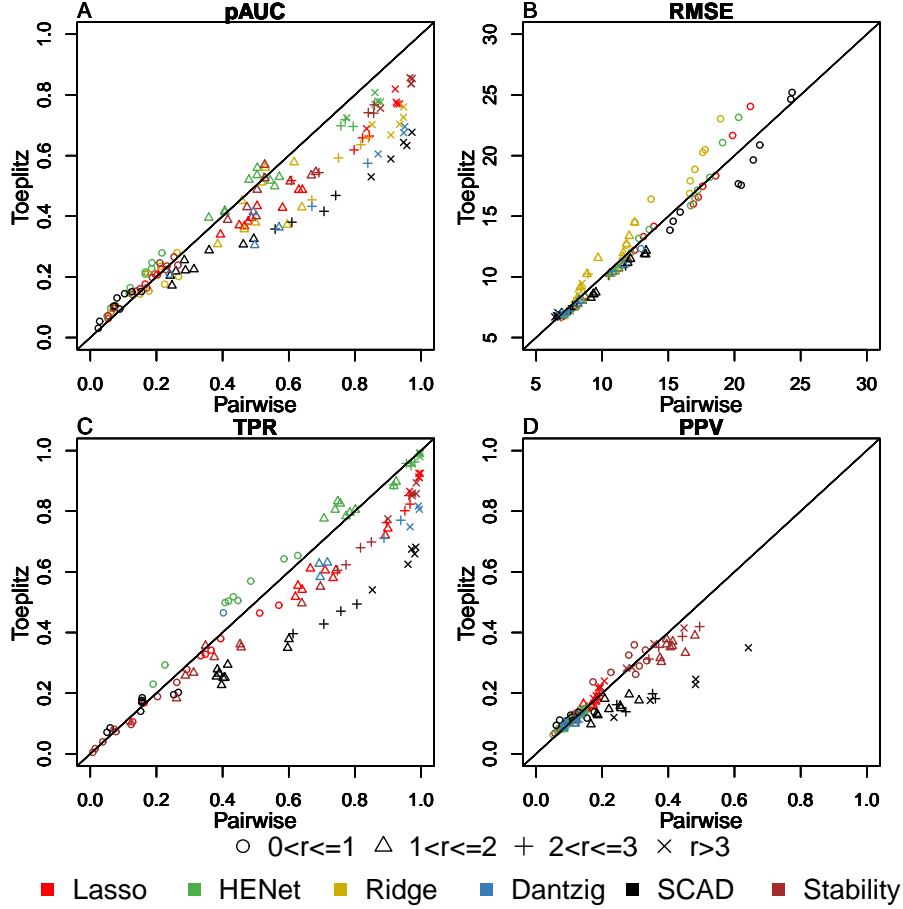 A pAUC
B RMSE
1.0 0.8 0.6 0.4 0.2 0.0
Toeplitz
30 25 20 15 10 5
Toeplitz
0.0 0.2 0.4 0.6 0.8 1.0
5 10 15 20 25 30
Pairwise
Pairwise
C TPR
D PPV
1.0 0.8 0.6 0.4 0.2 0.0
Toeplitz
1.0 0.8 0.6 0.4 0.2 0.0
Toeplitz
0.0 0.2 0.4 0.6 0.8 1.0
0.0 0.2 0.4 0.6 0.8 1.0
Pairwise
Pairwise
0<r<=1 1<r<=2 2<r<=3 r>3
Lasso HENet Ridge Dantzig SCAD Stability